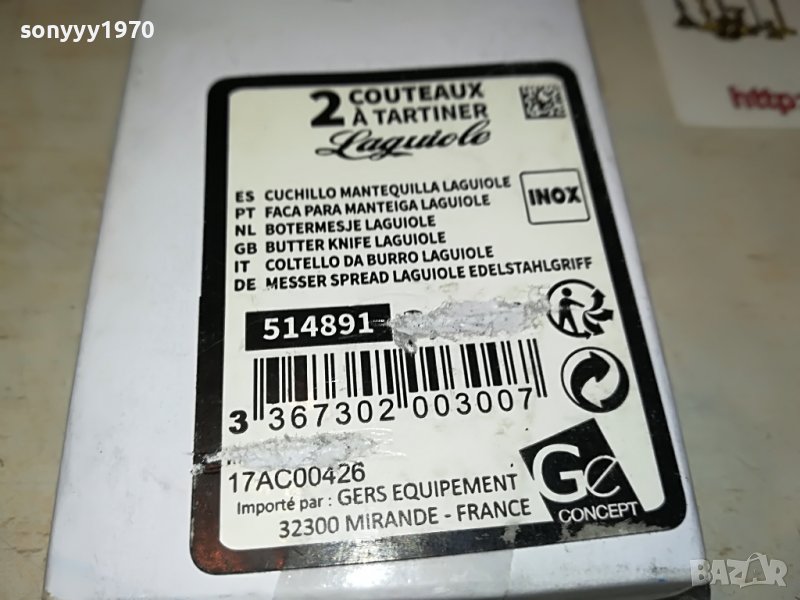 sonyyy1970
2 COUTEAUX
À TARTINER
Laguiole
INOX
ES CUCHILLO MANTEQUILLA LAGUIOLE
PT FACA PARA MANTEIGA LAGUIOLE
NL BOTERMESJE LAGUIOLE
GB BUTTER KNIFE LAGUIOLE
IT COLTELLO DA BURRO LAGUIOLE
DE MESSER SPREAD LAGUIOLE EDELSTAHLGRIFF
514891
3 367302 003007
17AC00426
Importé par : GERS EQUIPEMENT
32300 MIRANDE - FRANCE
Ge
CONCEPT
http
BAZAR